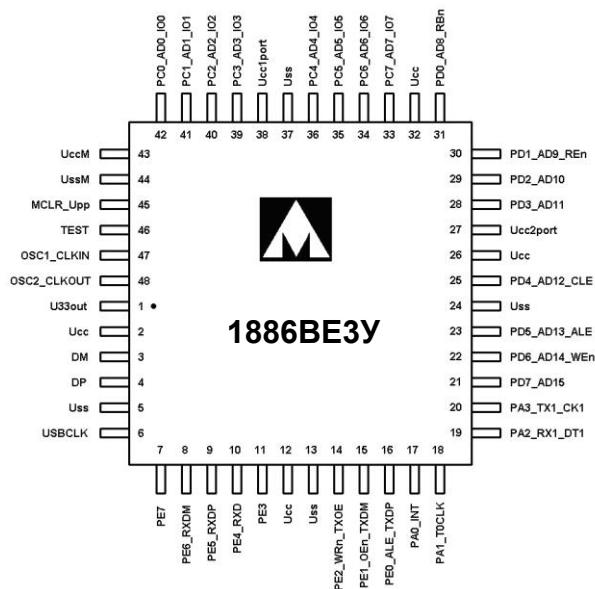 PC0_AD0_IO0
PC1_AD1_IO1
PC2_AD2_IO2
PC3_AD3_IO3
Ucc1port
Uss
PC4_AD4_IO4
PC5_AD5_IO5
PC6_AD6_IO6
PC7_AD7_IO7
Ucc
PD0_AD8_RBn
42 41 40 39 38 37 36 35 34 33 32 31
UccM 43
UssM 44
MCLR_Upp 45
TEST 46
OSC1_CLKIN 47
OSC2_CLKOUT 48
U33out 1
Ucc 2
DM 3
DP 4
Uss 5
USBCLK 6
30 PD1_AD9_REn
29 PD2_AD10
28 PD3_AD11
27 Ucc2port
26 Ucc
25 PD4_AD12_CLE
24 Uss
23 PD5_AD13_ALE
22 PD6_AD14_WEn
21 PD7_AD15
20 PA3_TX1_CK1
19 PA2_RX1_DT1
1886ВЕ3У
7 8 9 10 11 12 13 14 15 16 17 18
PE7
PE6_RXDM
PE5_RXDP
PE4_RXD
PE3
Ucc
Uss
PE2_WRn_TXOE
PE1_OEn_TXDM
PE0_ALE_TXDP
PA0_INT
PA1_T0CLK